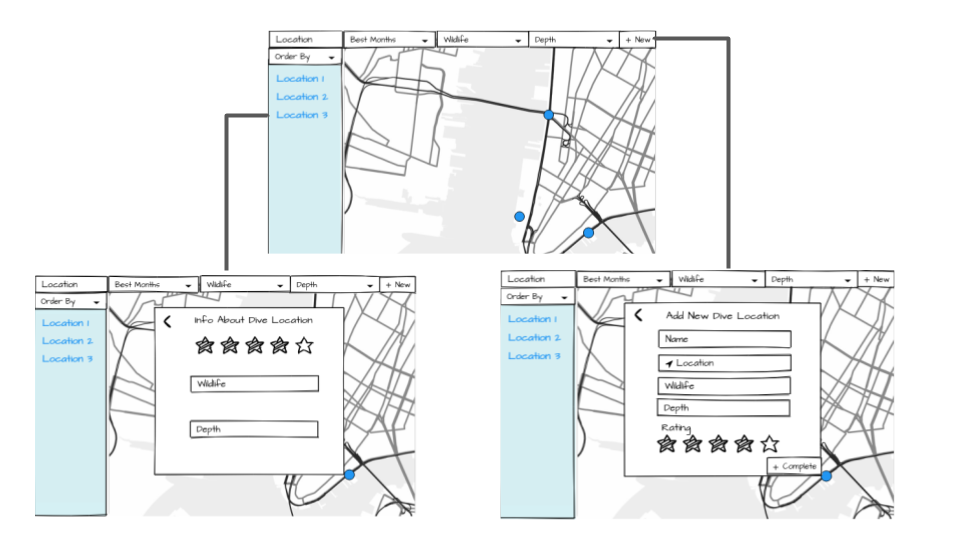 Location Best Months Wildlife Depth + New
Order By
Location 1
Location 2
Location 3
Location Best Months Wildlife Depth + New
Order By
Location 1
Location 2
Location 3
Info About Dive Location
Wildlife
Depth
Location Best Months Wildlife Depth + New
Order By
Location 1
Location 2
Location 3
Add New Dive Location
Name
Location
Wildlife
Depth
Rating
+ Complete